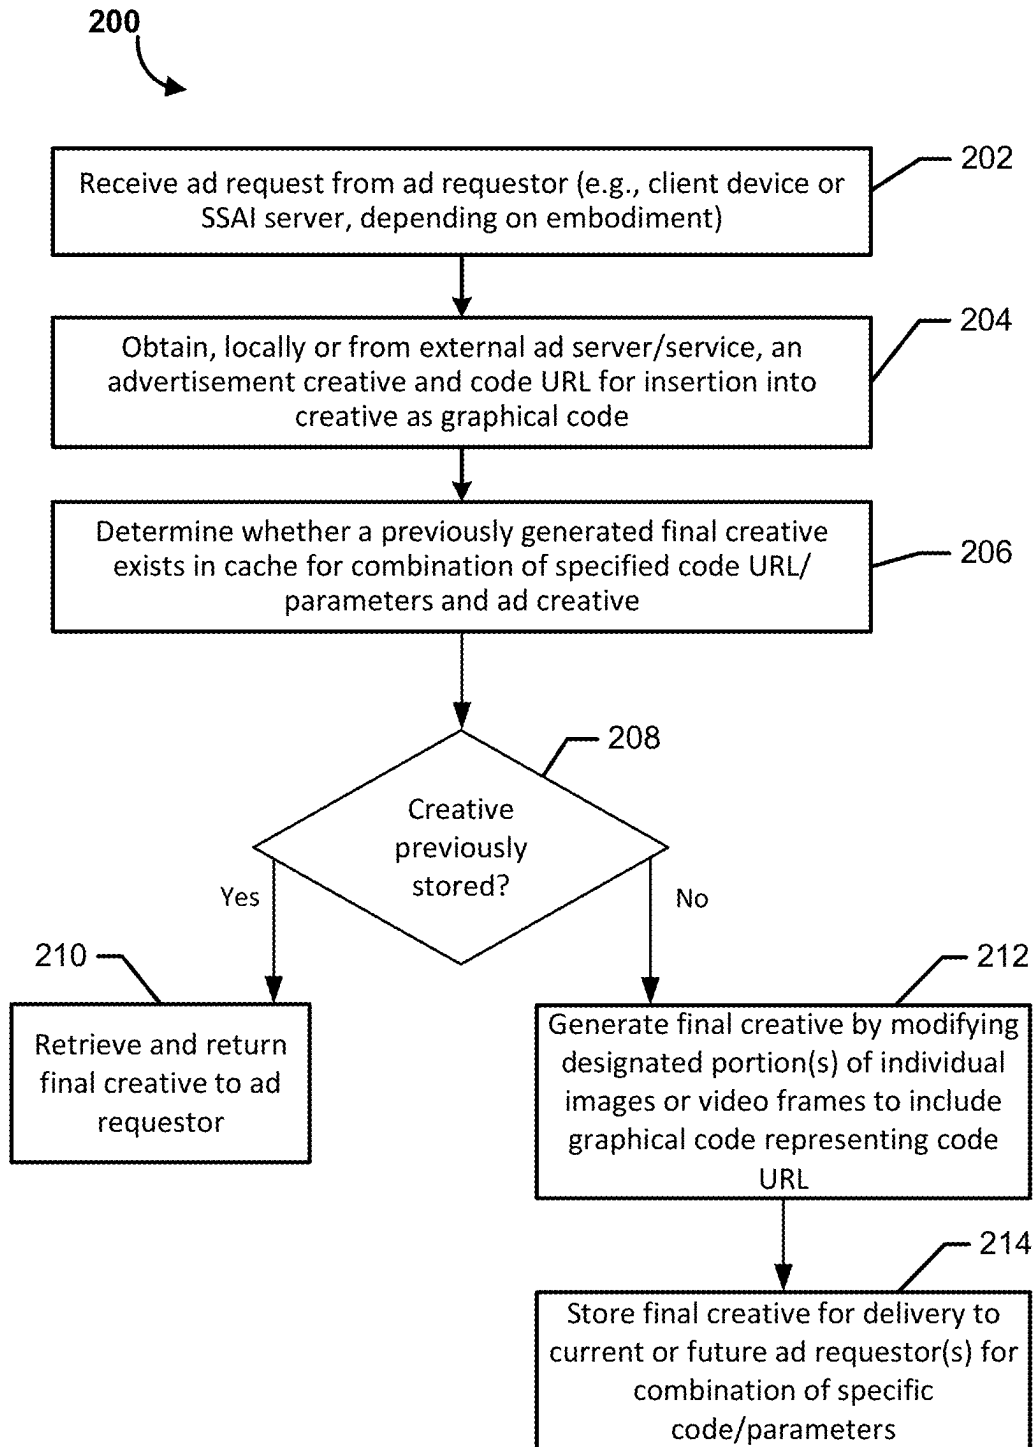 200
202
Receive ad request from ad requestor (e.g., client device or
SSAI server, depending on embodiment)
204
Obtain, locally or from external ad server/service, an
advertisement creative and code URL for insertion into
creative as graphical code
206
Determine whether a previously generated final creative
exists in cache for combination of specified code URL/
parameters and ad creative
208
Creative
previously
stored?
Yes
No
210
Retrieve and return
final creative to ad
requestor
212
Generate final creative by modifying
designated portion(s) of individual
images or video frames to include
graphical code representing code
URL
214
Store final creative for delivery to
current or future ad requestor(s) for
combination of specific
code/parameters